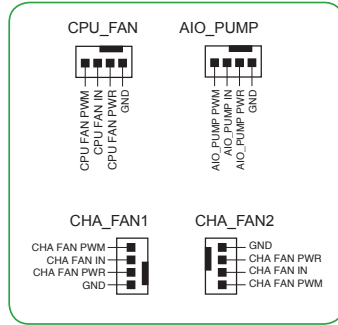 CPU_FAN
AIO_PUMP
CPU FAN PWM
CPU FAN IN
CPU FAN PWR
GND
AIO_PUMP PWM
AIO_PUMP IN
AIO_PUMP PWR
GND
CHA_FAN1
CHA FAN PWM
CHA FAN IN
CHA FAN PWR
GND
CHA_FAN2
GND
CHA FAN PWR
CHA FAN IN
CHA FAN PWM